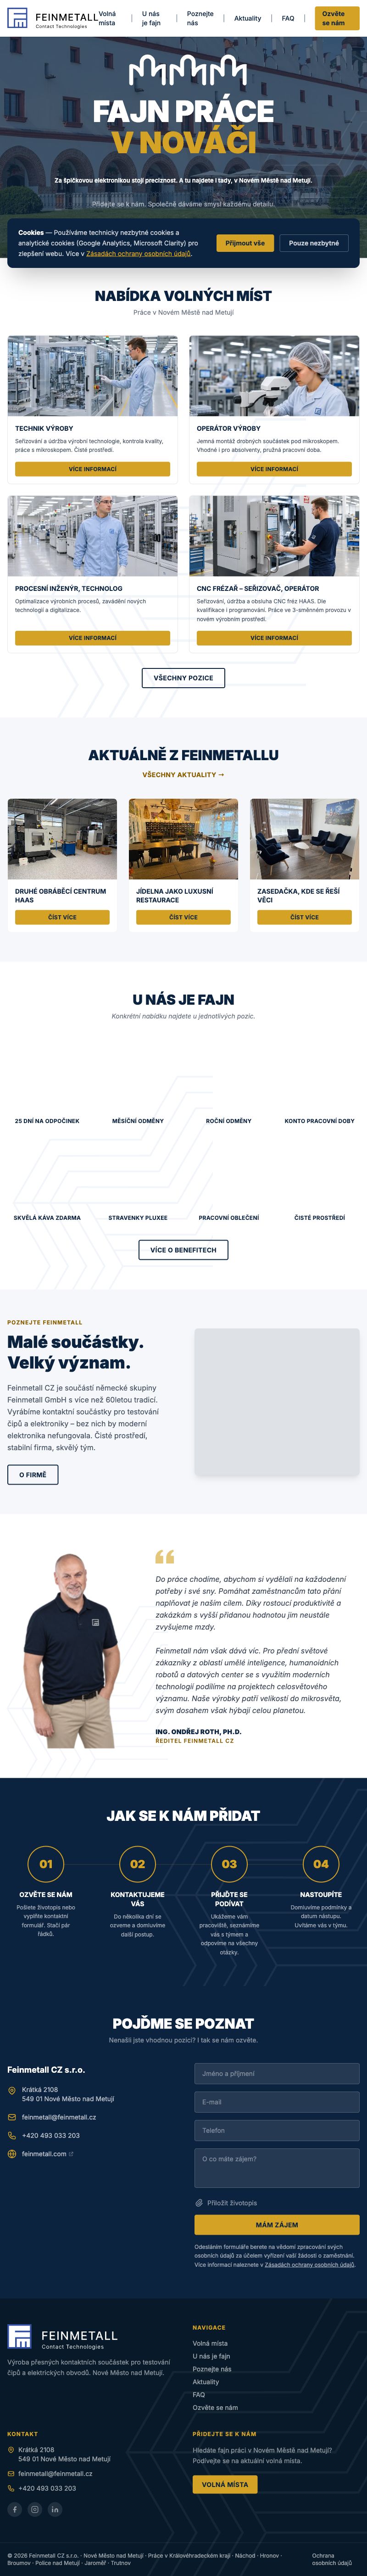 FEINMETALL
Contact Technologies
Volná místa
U nás je fajn
Poznejte nás
Aktuality
FAQ
Ozvěte se nám
FAJN PRÁCE
V NOVÁČI
Za špičkovou elektronikou stojí preciznost. A tu najdete i tady, v Novém Městě nad Metují.
Přidejte se k nám. Společně dáváme smysl každému detailu.
Cookies — Používáme technicky nezbytné cookies a
analytické cookies (Google Analytics, Microsoft Clarity) pro
zlepšení webu. Více v Zásadách ochrany osobních údajů.
Přijmout vše
Pouze nezbytné
NABÍDKA VOLNÝCH MÍST
Práce v Novém Městě nad Metují
TECHNIK VÝROBY
Seřizování a údržba výrobní technologie, kontrola kvality,
práce s mikroskopem. Čisté prostředí.
VÍCE INFORMACÍ
OPERÁTOR VÝROBY
Jemná montáž drobných součástek pod mikroskopem.
Vhodné i pro absolventy, pružná pracovní doba.
VÍCE INFORMACÍ
PROCESNÍ INŽENÝR, TECHNOLOG
Optimalizace výrobních procesů, zavádění nových
technologií a digitalizace.
VÍCE INFORMACÍ
CNC FRÉZAŘ – SEŘIZOVAČ, OPERÁTOR
Seřizování, údržba a obsluha CNC fréz HAAS. Dle
kvalifikace i programování. Práce ve 3-směnném provozu v
novém výrobním prostředí.
VÍCE INFORMACÍ
VŠECHNY POZICE
AKTUÁLNĚ Z FEINMETALLU
VŠECHNY AKTUALITY →
DRUHÉ OBRÁBĚCÍ CENTRUM
HAAS
ČÍST VÍCE
JÍDELNA JAKO LUXUSNÍ
RESTAURACE
ČÍST VÍCE
ZASEDAČKA, KDE SE ŘEŠÍ
VĚCI
ČÍST VÍCE
U NÁS JE FAJN
Konkrétní nabídku najdete u jednotlivých pozic.
25 DNÍ NA ODPOČINEK
MĚSÍČNÍ ODMĚNY
ROČNÍ ODMĚNY
KONTO PRACOVNÍ DOBY
SKVĚLÁ KÁVA ZDARMA
STRAVENKY PLUXEE
PRACOVNÍ OBLEČENÍ
ČISTÉ PROSTŘEDÍ
VÍCE O BENEFITECH
POZNEJTE FEINMETALL
Malé součástky.
Velký význam.
Feinmetall CZ je součástí německé skupiny
Feinmetall GmbH s více než 60letou tradicí.
Vyrábíme kontaktní součástky pro testování
čipů a elektroniky – bez nich by moderní
elektronika nefungovala. Čisté prostředí,
stabilní firma, skvělý tým.
O FIRMĚ
Do práce chodíme, abychom si vydělali na každodenní
potřeby i své sny. Pomáhat zaměstnancům tato přání
naplňovat je naším cílem. Díky rostoucí produktivitě a
zakázkám s vyšší přidanou hodnotou mzdy neustále
zvyšujeme mzdy.
Feinmetall nám však dává víc. Pro přední světové
zákazníky z oblasti umělé inteligence, humanoidních
robotů a datových center se s využitím moderních
technologií podílíme na projektech celosvětového
významu. Naše výrobky patří velikostí do mikrosvěta,
svým dosahem však hýbají celou planetou.
ING. ONDŘEJ ROTH, PH.D.
ŘEDITEL FEINMETALL CZ
JAK SE K NÁM PŘIDAT
01
OZVĚTE SE NÁM
Pošlete životopis nebo
vyplňte kontaktní
formulář. Stačí pár
řádků.
02
KONTAKTUJEME
VÁS
Do několika dní se
ozveme a domluvíme
další postup.
03
PŘIJĎTE SE
PODÍVAT
Ukážeme vám
pracoviště, seznámíme
vás s týmem a
odpovíme na všechny
otázky.
04
NASTOUPÍTE
Domluvíme podmínky a
datum nástupu.
Uvítáme vás v týmu.
POJĎME SE POZNAT
Nenašli jste vhodnou pozici? I tak se nám ozvěte.
Feinmetall CZ s.r.o.
Krátká 2108
549 01 Nové Město nad Metují
feinmetall@feinmetall.cz
+420 493 033 203
feinmetall.com
Jméno a příjmení
E-mail
Telefon
O co máte zájem?
Přiložit životopis
MÁM ZÁJEM
Odesláním formuláře berete na vědomí zpracování svých
osobních údajů za účelem vyřízení vaší žádosti o zaměstnání.
Více informací naleznete v Zásadách ochrany osobních údajů.
FEINMETALL
Contact Technologies
Výroba přesných kontaktních součástek pro testování
čipů a elektrických obvodů. Nové Město nad Metují.
NAVIGACE
Volná místa
U nás je fajn
Poznejte nás
Aktuality
FAQ
Ozvěte se nám
KONTAKT
Krátká 2108
549 01 Nové Město nad Metují
feinmetall@feinmetall.cz
+420 493 033 203
PŘIDEJTE SE K NÁM
Hledáte fajn práci v Novém Městě nad Metují?
Podívejte se na aktuální volná místa.
VOLNÁ MÍSTA
© 2026 Feinmetall CZ s.r.o. · Nové Město nad Metují · Práce v Královéhradeckém kraji · Náchod · Hronov ·
Broumov · Police nad Metují · Jaroměř · Trutnov
Ochrana
osobních údajů